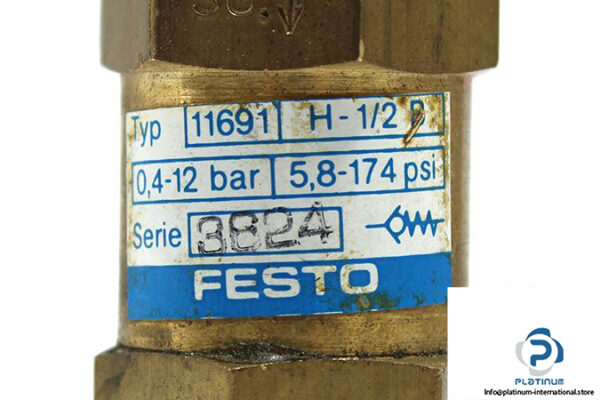 Typ 11691 H-1/2 B
0,4-12 bar 5,8-174 psi
Serie 3824
FESTO
PLATINUM
Info@platinum-international.store